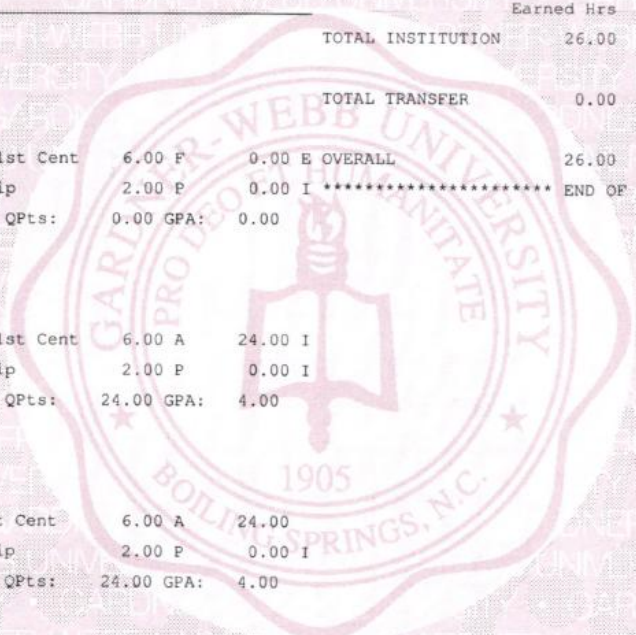 Earned Hrs
TOTAL INSTITUTION 26.00
TOTAL TRANSFER 0.00
1st Cent 6.00 F 0.00 E OVERALL 26.00
ip 2.00 P 0.00 I ********************** END OF
QPts: 0.00 GPA: 0.00
1st Cent 6.00 A 24.00 I
ip 2.00 P 0.00 I
QPts: 24.00 GPA: 4.00
t Cent 6.00 A 24.00
ip 2.00 P 0.00 I
QPts: 24.00 GPA: 4.00
GARDNER-WEBB UNIVERSITY
PRO DEO ET HUMANITATE
1905
BOILING SPRINGS, N.C.